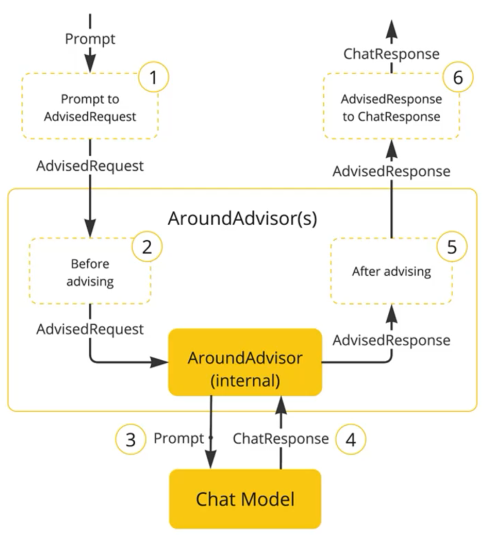 Prompt
1
Prompt to
AdvisedRequest
AdvisedRequest
ChatResponse
6
AdvisedResponse
to ChatResponse
AdvisedResponse
AroundAdvisor(s)
2
Before
advising
AdvisedRequest
5
After advising
AdvisedResponse
AroundAdvisor
(internal)
3
Prompt
ChatResponse
4
Chat Model